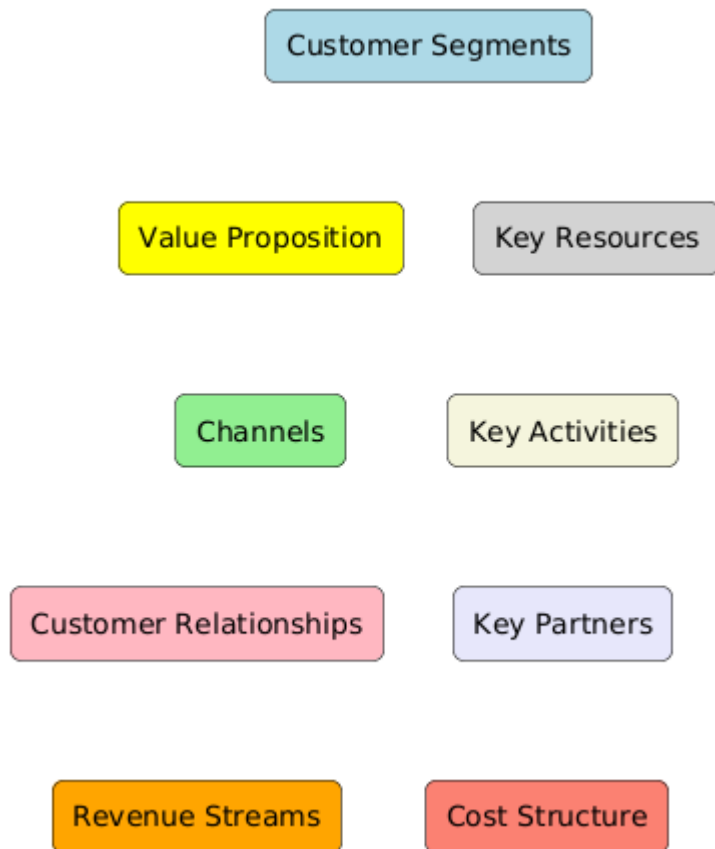 Customer Segments
Value Proposition
Key Resources
Channels
Key Activities
Customer Relationships
Key Partners
Revenue Streams
Cost Structure